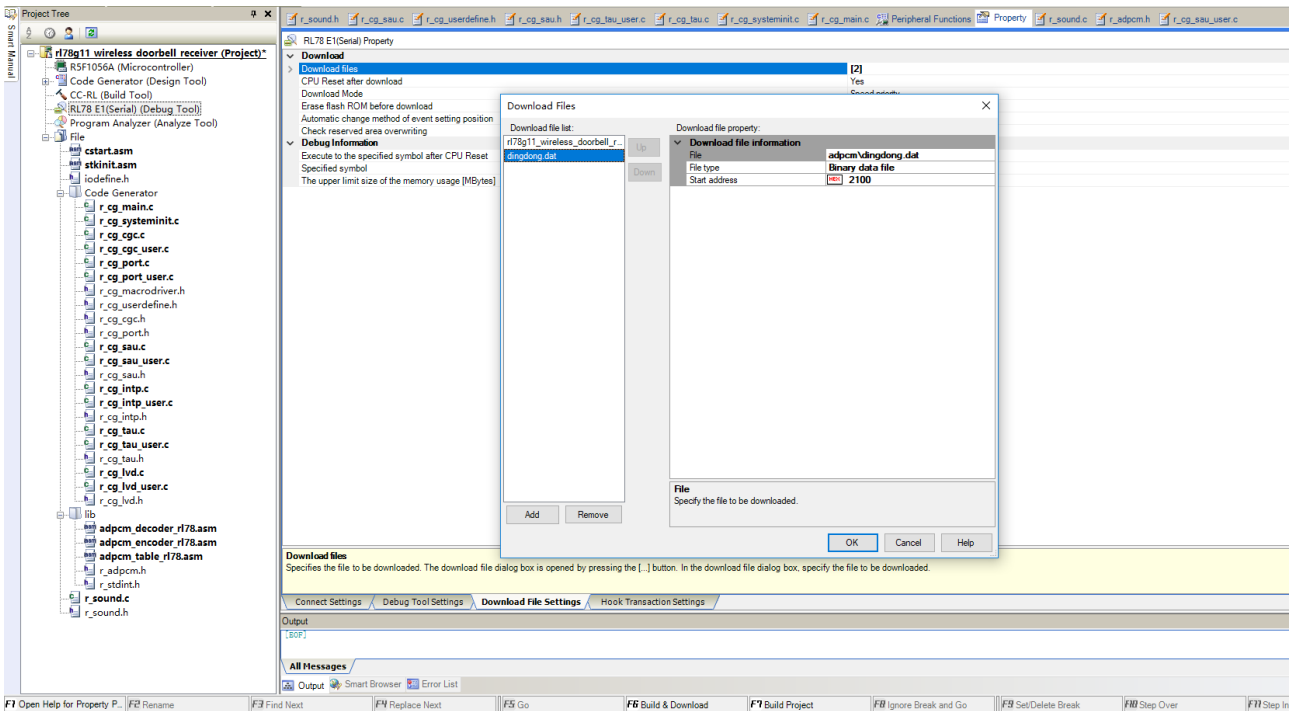 Project Tree
Smart Manual
rl78g11 wireless doorbell receiver (Project)*
R5F1056A (Microcontroller)
Code Generator (Design Tool)
CC-RL (Build Tool)
RL78 E1(Serial) (Debug Tool)
Program Analyzer (Analyze Tool)
File
cstart.asm
stkinit.asm
iodefine.h
Code Generator
r_cg_main.c
r_cg_systeminit.c
r_cg_cgc.c
r_cg_cgc_user.c
r_cg_port.c
r_cg_port_user.c
r_cg_macrodriver.h
r_cg_userdefine.h
r_cg_cgc.h
r_cg_port.h
r_cg_sau.c
r_cg_sau_user.c
r_cg_sau.h
r_cg_intp.c
r_cg_intp_user.c
r_cg_intp.h
r_cg_tau.c
r_cg_tau_user.c
r_cg_tau.h
r_cg_lvd.c
r_cg_lvd_user.c
r_cg_lvd.h
lib
adpcm_decoder_rl78.asm
adpcm_encoder_rl78.asm
adpcm_table_rl78.asm
r_adpcm.h
r_stdint.h
r_sound.c
r_sound.h
r_sound.h r_cg_sau.c r_cg_userdefine.h r_cg_sau.h r_cg_tau_user.c r_cg_tau.c r_cg_systeminit.c r_cg_main.c Peripheral Functions Property r_sound.c r_adpcm.h r_cg_sau_user.c
RL78 E1(Serial) Property
Download
Download files [2]
CPU Reset after download Yes
Download Mode Speed priority
Erase flash ROM before download
Automatic change method of event setting position
Check reserved area overwriting
Debug Information
Execute to the specified symbol after CPU Reset
Specified symbol
The upper limit size of the memory usage [MBytes]
Download Files
Download file list:
rl78g11_wireless_doorbell_r...
dingdong.dat
Up
Down
Add Remove
Download file property:
Download file information
File adpcm\dingdong.dat
File type Binary data file
Start address HEX 2100
File
Specify the file to be downloaded.
OK Cancel Help
Download files
Specifies the file to be downloaded. The download file dialog box is opened by pressing the [...] button. In the download file dialog box, specify the file to be downloaded.
Connect Settings Debug Tool Settings Download File Settings Hook Transaction Settings
Output
[EOF]
All Messages
Output Smart Browser Error List
F1 Open Help for Property P... F2 Rename F3 Find Next F4 Replace Next F5 Go F6 Build & Download F7 Build Project F8 Ignore Break and Go F9 Set/Delete Break F10 Step Over F11 Step In